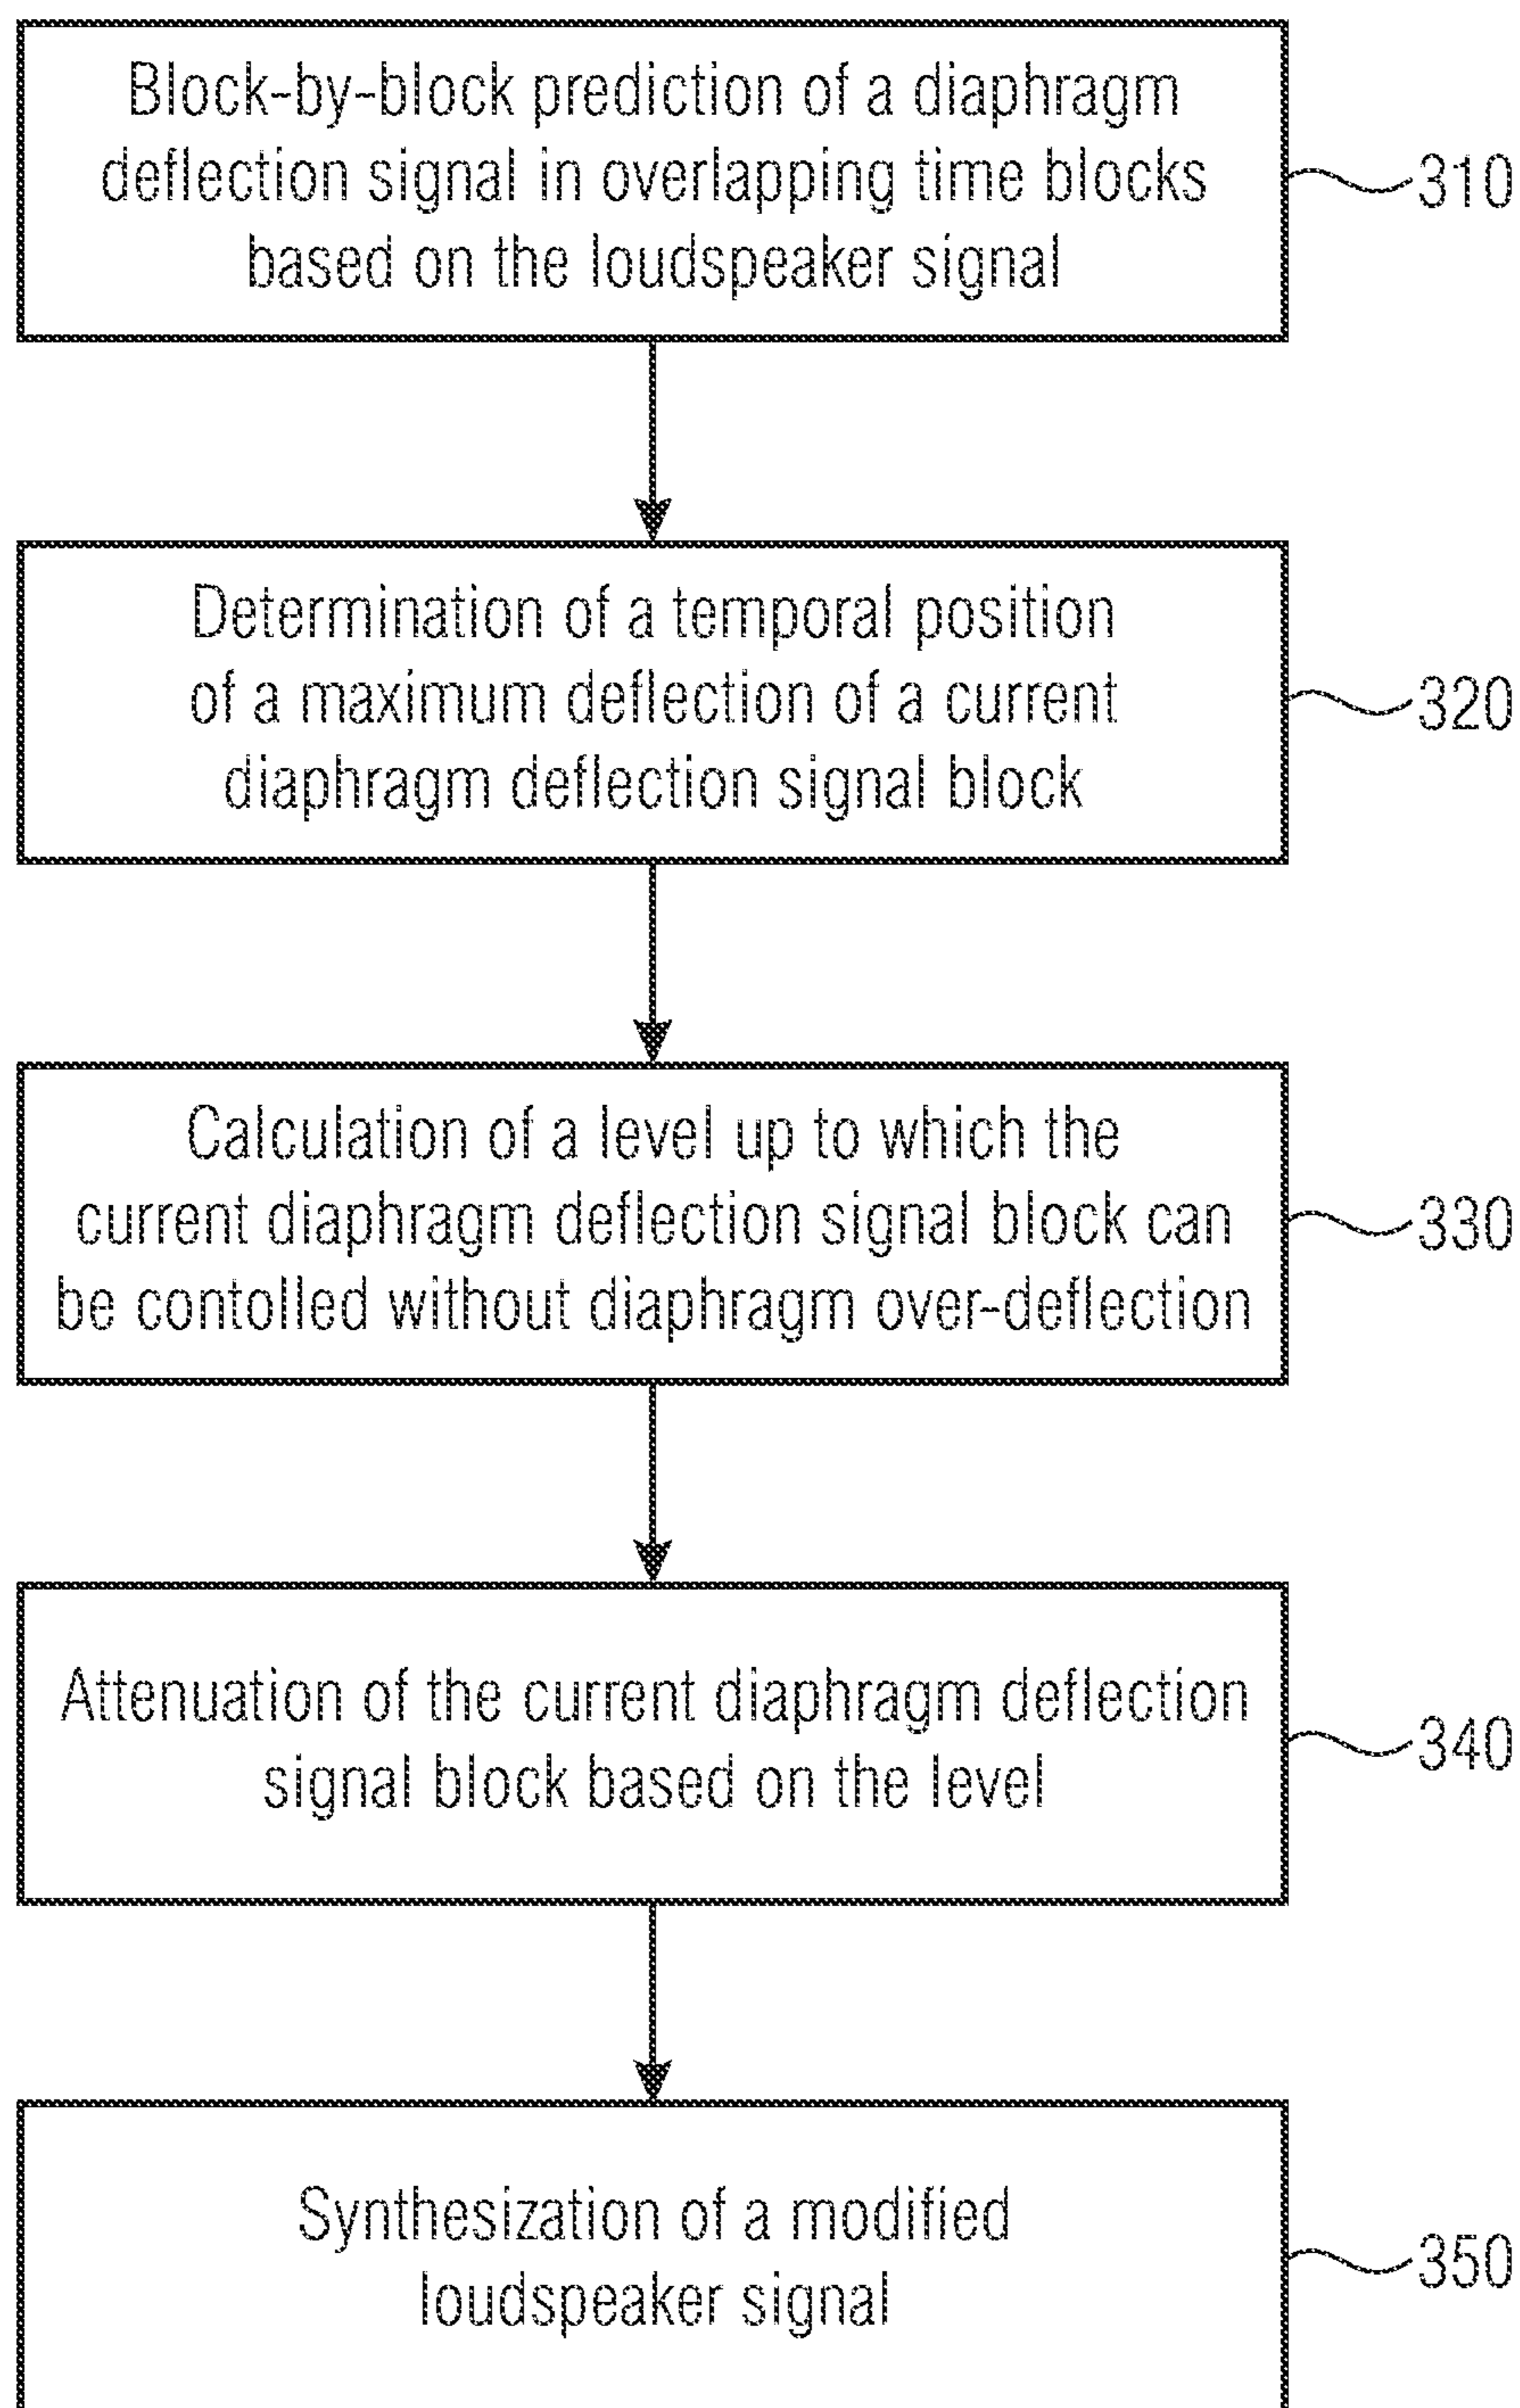 Block-by-block prediction of a diaphragm
deflection signal in overlapping time blocks
based on the loudspeaker signal
310
Determination of a temporal position
of a maximum deflection of a current
diaphragm deflection signal block
320
Calculation of a level up to which the
current diaphragm deflection signal block can
be contolled without diaphragm over-deflection
330
Attenuation of the current diaphragm deflection
signal block based on the level
340
Synthesization of a modified
loudspeaker signal
350